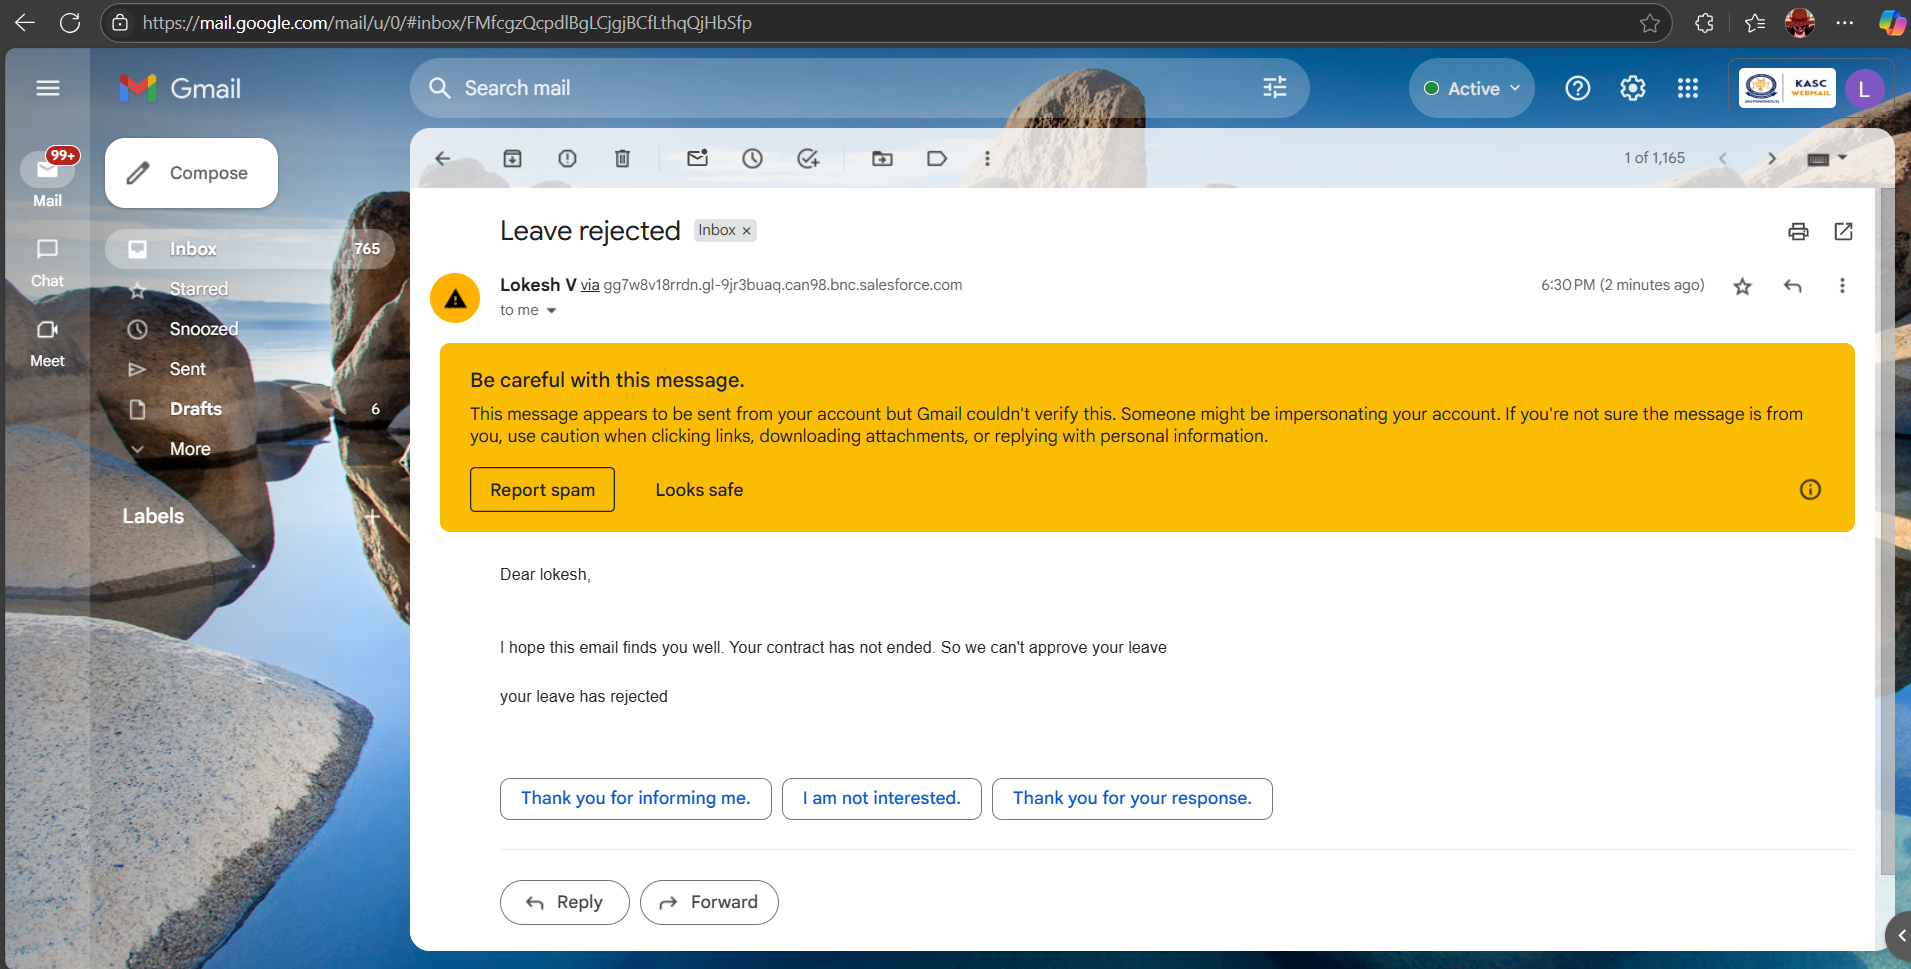 https://mail.google.com/mail/u/0/#inbox/FMfcgzQcpdlBgLCjgjBCfLthqQjHbSfp
Gmail
Search mail
Active
KASC
WEBMAIL
L
99+
Mail
Compose
1 of 1,165
Chat
Meet
Inbox 765
Starred
Snoozed
Sent
Drafts 6
More
Labels
Leave rejected Inbox ×
Lokesh V via gg7w8v18rrdn.gl-9jr3buaq.can98.bnc.salesforce.com
6:30 PM (2 minutes ago)
to me
Be careful with this message.
This message appears to be sent from your account but Gmail couldn't verify this. Someone might be impersonating your account. If you're not sure the message is from
you, use caution when clicking links, downloading attachments, or replying with personal information.
Report spam Looks safe
Dear lokesh,
I hope this email finds you well. Your contract has not ended. So we can't approve your leave
your leave has rejected
Thank you for informing me. I am not interested. Thank you for your response.
Reply Forward